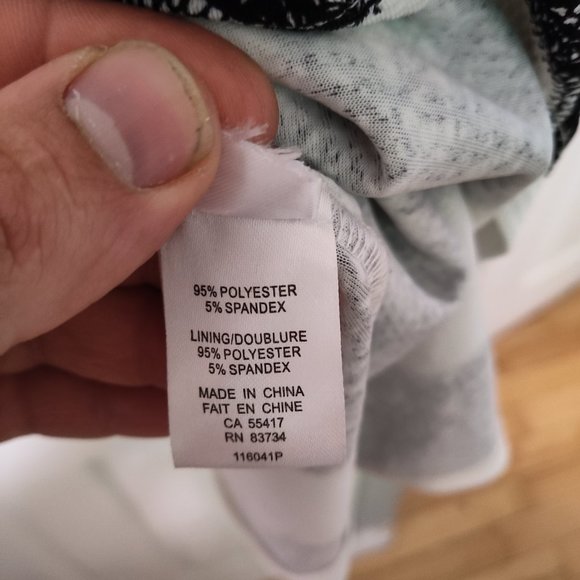 95% POLYESTER
5% SPANDEX
LINING/DOUBLURE
95% POLYESTER
5% SPANDEX
MADE IN CHINA
FAIT EN CHINE
CA 55417
RN 83734
116041P